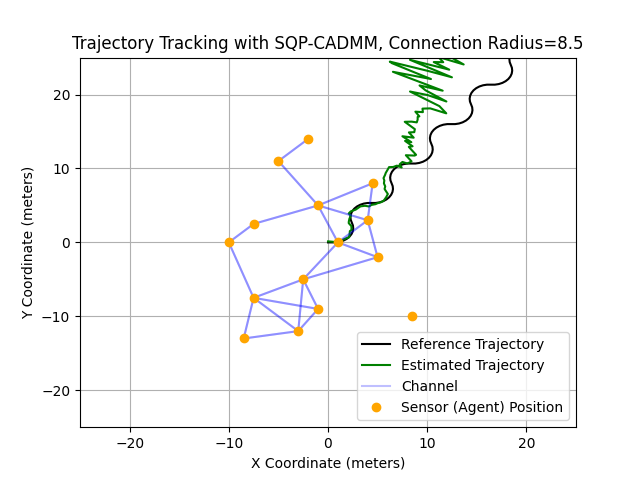 Trajectory Tracking with SQP-CADMM, Connection Radius=8.5
20
10
0
−10
−20
Y Coordinate (meters)
−20
−10
0
10
20
X Coordinate (meters)
Reference Trajectory
Estimated Trajectory
Channel
Sensor (Agent) Position